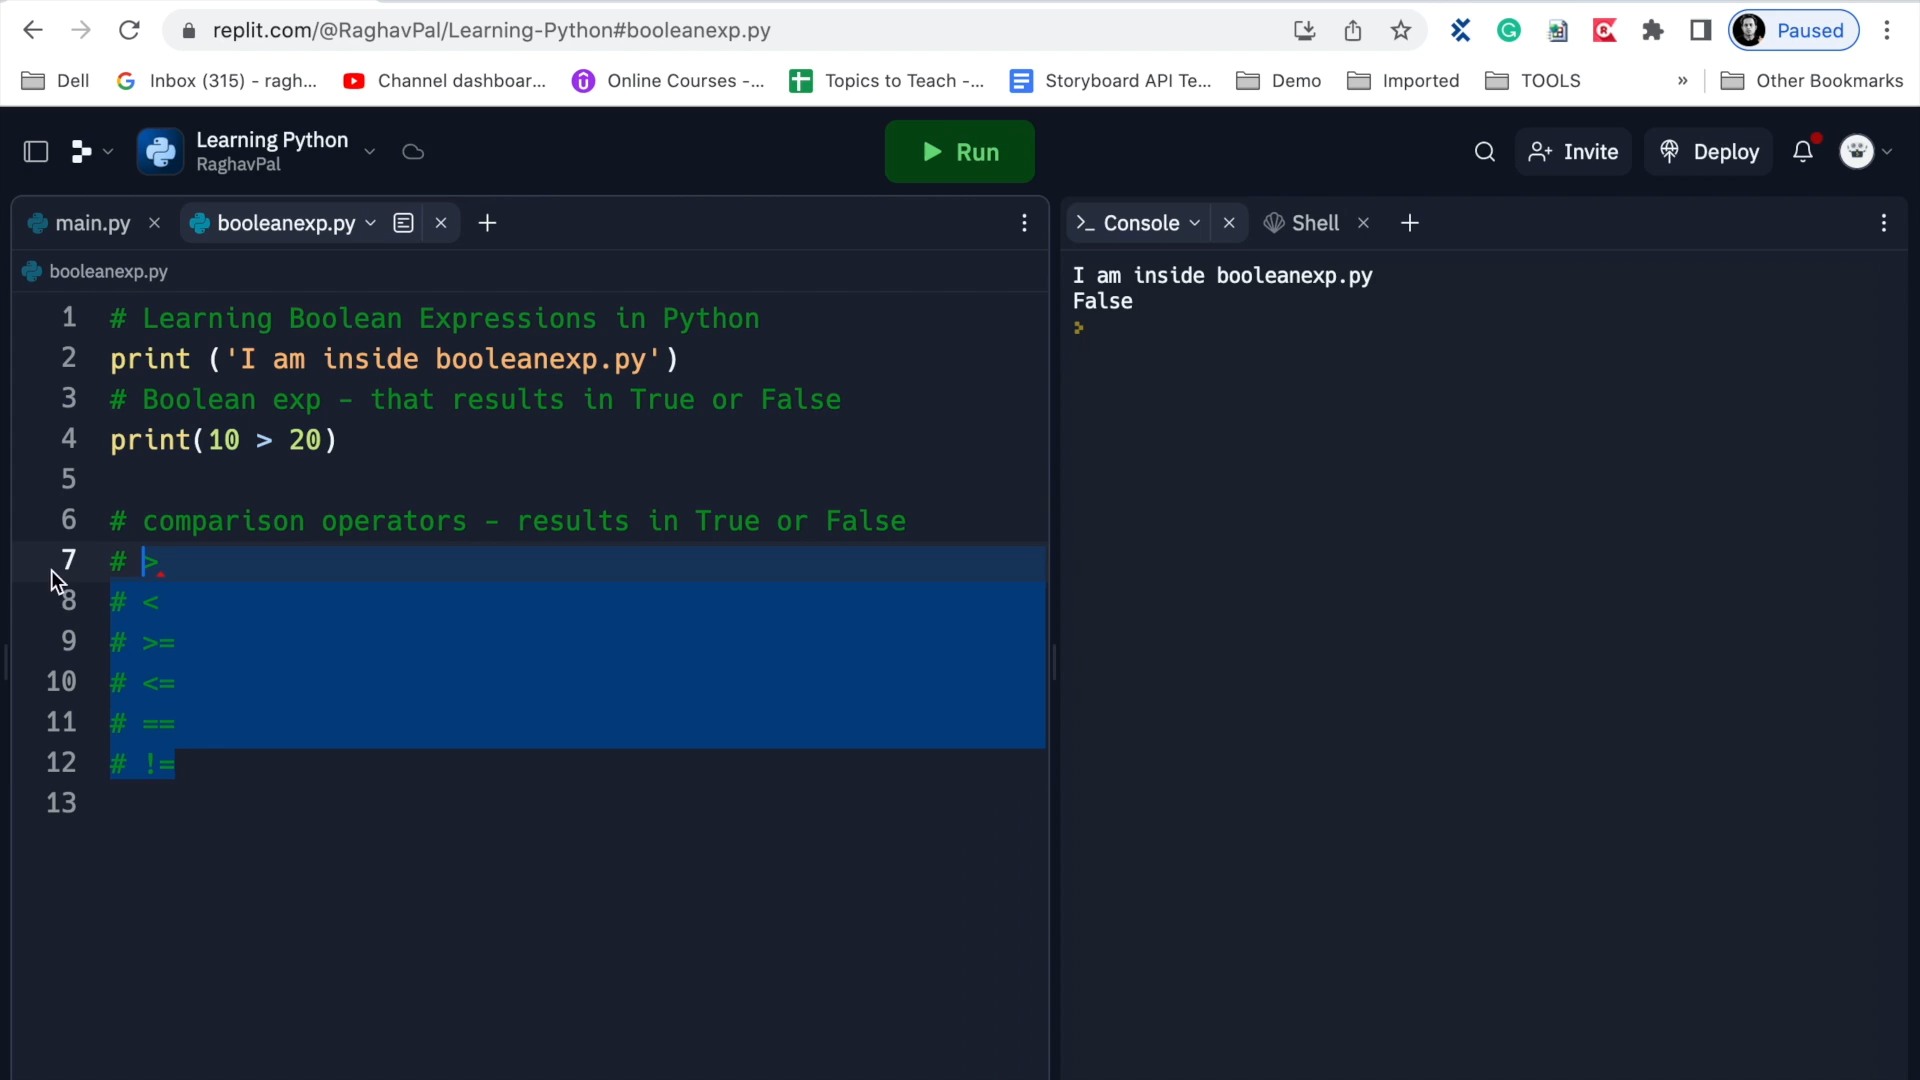 replit.com/@RaghavPal/Learning-Python#booleanexp.py
Paused
Dell
Inbox (315) - ragh...
Channel dashboar...
Online Courses -...
Topics to Teach -...
Storyboard API Te...
Demo
Imported
TOOLS
»
Other Bookmarks
Learning Python
RaghavPal
Run
Invite
Deploy
main.py
booleanexp.py
Console
Shell
booleanexp.py
1 # Learning Boolean Expressions in Python
2 print ('I am inside booleanexp.py')
3 # Boolean exp - that results in True or False
4 print(10 > 20)
5
6 # comparison operators - results in True or False
7 # >
8 # <
9 # >=
10 # <=
11 # ==
12 # !=
13
I am inside booleanexp.py
False